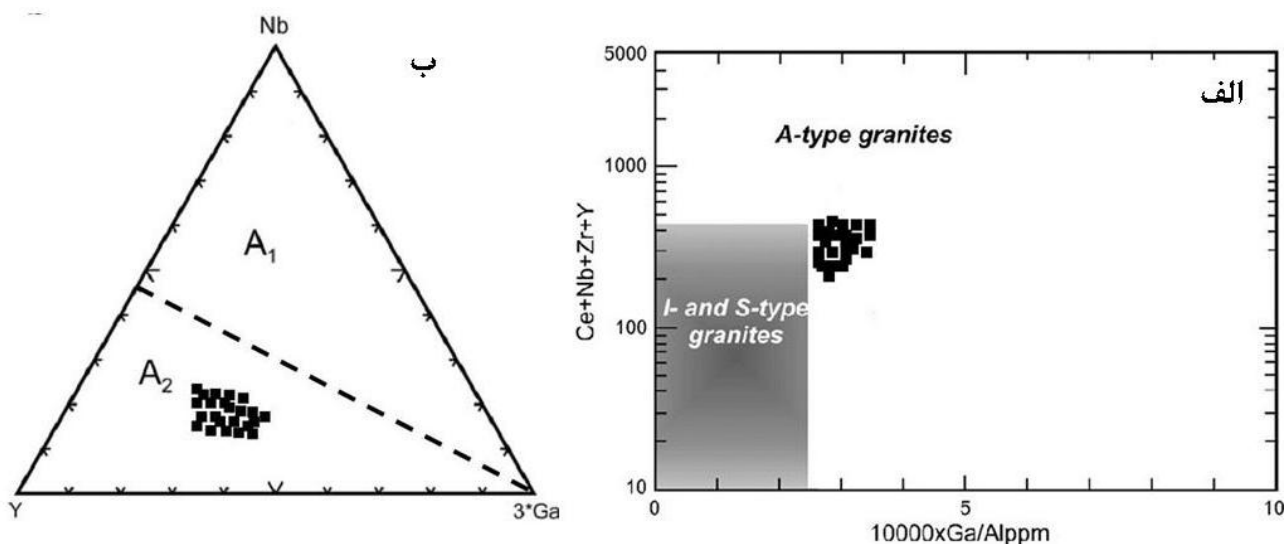 Nb
ب
A1
A2
Y
3*Ga
الف
5000
1000
100
10
Ce+Nb+Zr+Y
A-type granites
I- and S-type
granites
0
5
10
10000xGa/Alppm